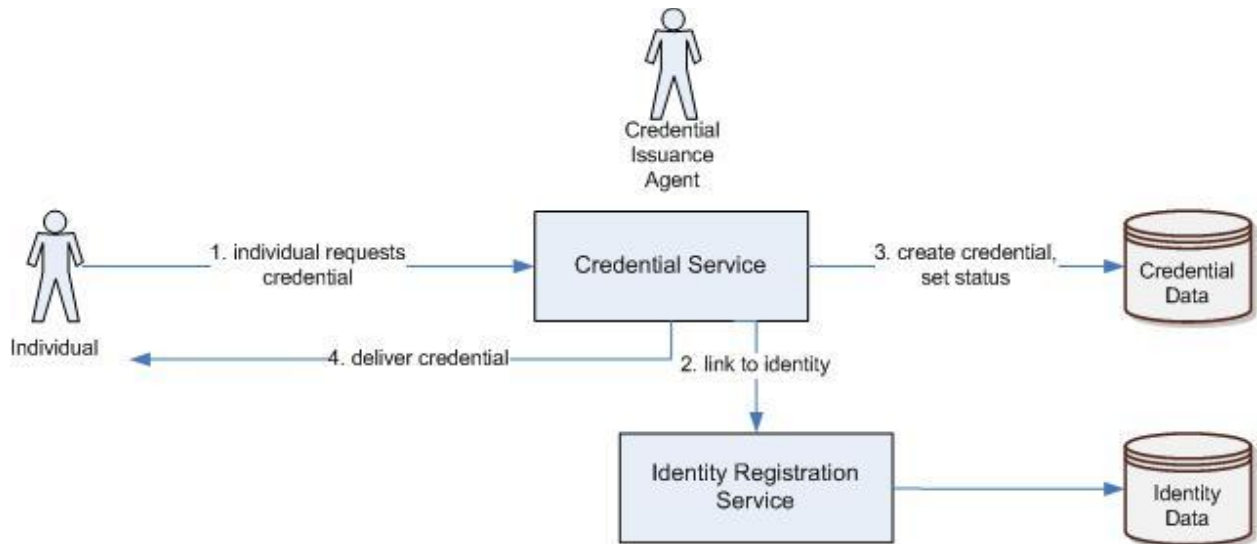 Credential
Issuance
Agent
1. individual requests
credential
Credential Service
3. create credential,
set status
Credential
Data
Individual
4. deliver credential
2. link to identity
Identity Registration
Service
Identity
Data